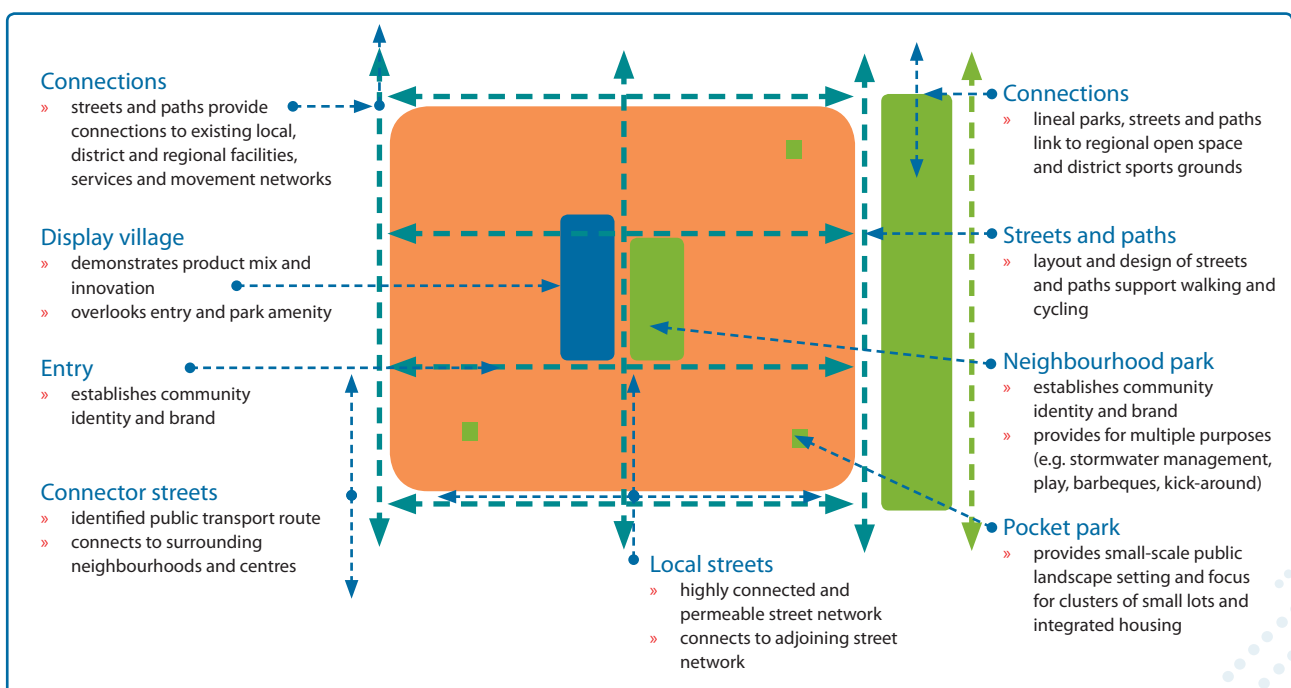 Connections
» streets and paths provide
connections to existing local,
district and regional facilities,
services and movement networks
Display village
» demonstrates product mix and
innovation
» overlooks entry and park amenity
Entry
» establishes community
identity and brand
Connector streets
» identified public transport route
» connects to surrounding
neighbourhoods and centres
Local streets
» highly connected and
permeable street network
» connects to adjoining street
network
Connections
» lineal parks, streets and paths
link to regional open space
and district sports grounds
Streets and paths
» layout and design of streets
and paths support walking and
cycling
Neighbourhood park
» establishes community
identity and brand
» provides for multiple purposes
(e.g. stormwater management,
play, barbeques, kick-around)
Pocket park
» provides small-scale public
landscape setting and focus
for clusters of small lots and
integrated housing